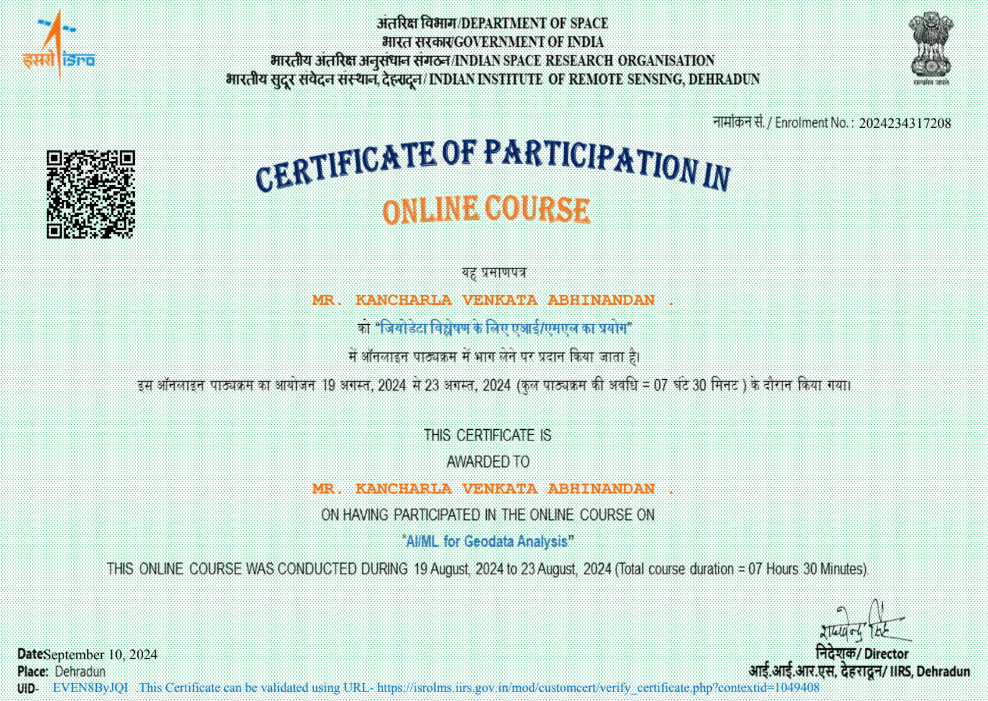 इसरो isro
अंतरिक्ष विभाग/DEPARTMENT OF SPACE
भारत सरकार/GOVERNMENT OF INDIA
भारतीय अंतरिक्ष अनुसंधान संगठन/INDIAN SPACE RESEARCH ORGANISATION
भारतीय सुदूर संवेदन संस्थान, देहरादून/ INDIAN INSTITUTE OF REMOTE SENSING, DEHRADUN
सत्यमेव जयते
नामांकन सं./ Enrolment No.: 2024234317208
CERTIFICATE OF PARTICIPATION IN
ONLINE COURSE
यह प्रमाणपत्र
MR. KANCHARLA VENKATA ABHINANDAN .
को “जियोडेटा विश्लेषण के लिए एआई/एमएल का प्रयोग”
में ऑनलाइन पाठ्यक्रम में भाग लेने पर प्रदान किया जाता है।
इस ऑनलाइन पाठ्यक्रम का आयोजन 19 अगस्त, 2024 से 23 अगस्त, 2024 (कुल पाठ्यक्रम की अवधि = 07 घंटे 30 मिनट ) के दौरान किया गया।
THIS CERTIFICATE IS
AWARDED TO
MR. KANCHARLA VENKATA ABHINANDAN .
ON HAVING PARTICIPATED IN THE ONLINE COURSE ON
“AI/ML for Geodata Analysis”
THIS ONLINE COURSE WAS CONDUCTED DURING 19 August, 2024 to 23 August, 2024 (Total course duration = 07 Hours 30 Minutes).
निदेशक/ Director
आई.आई.आर.एस, देहरादून/ IIRS, Dehradun
Date:September 10, 2024
Place: Dehradun
UID- EVEN8ByJQI .This Certificate can be validated using URL- https://isrolms.iirs.gov.in/mod/customcert/verify_certificate.php?contextid=1049408